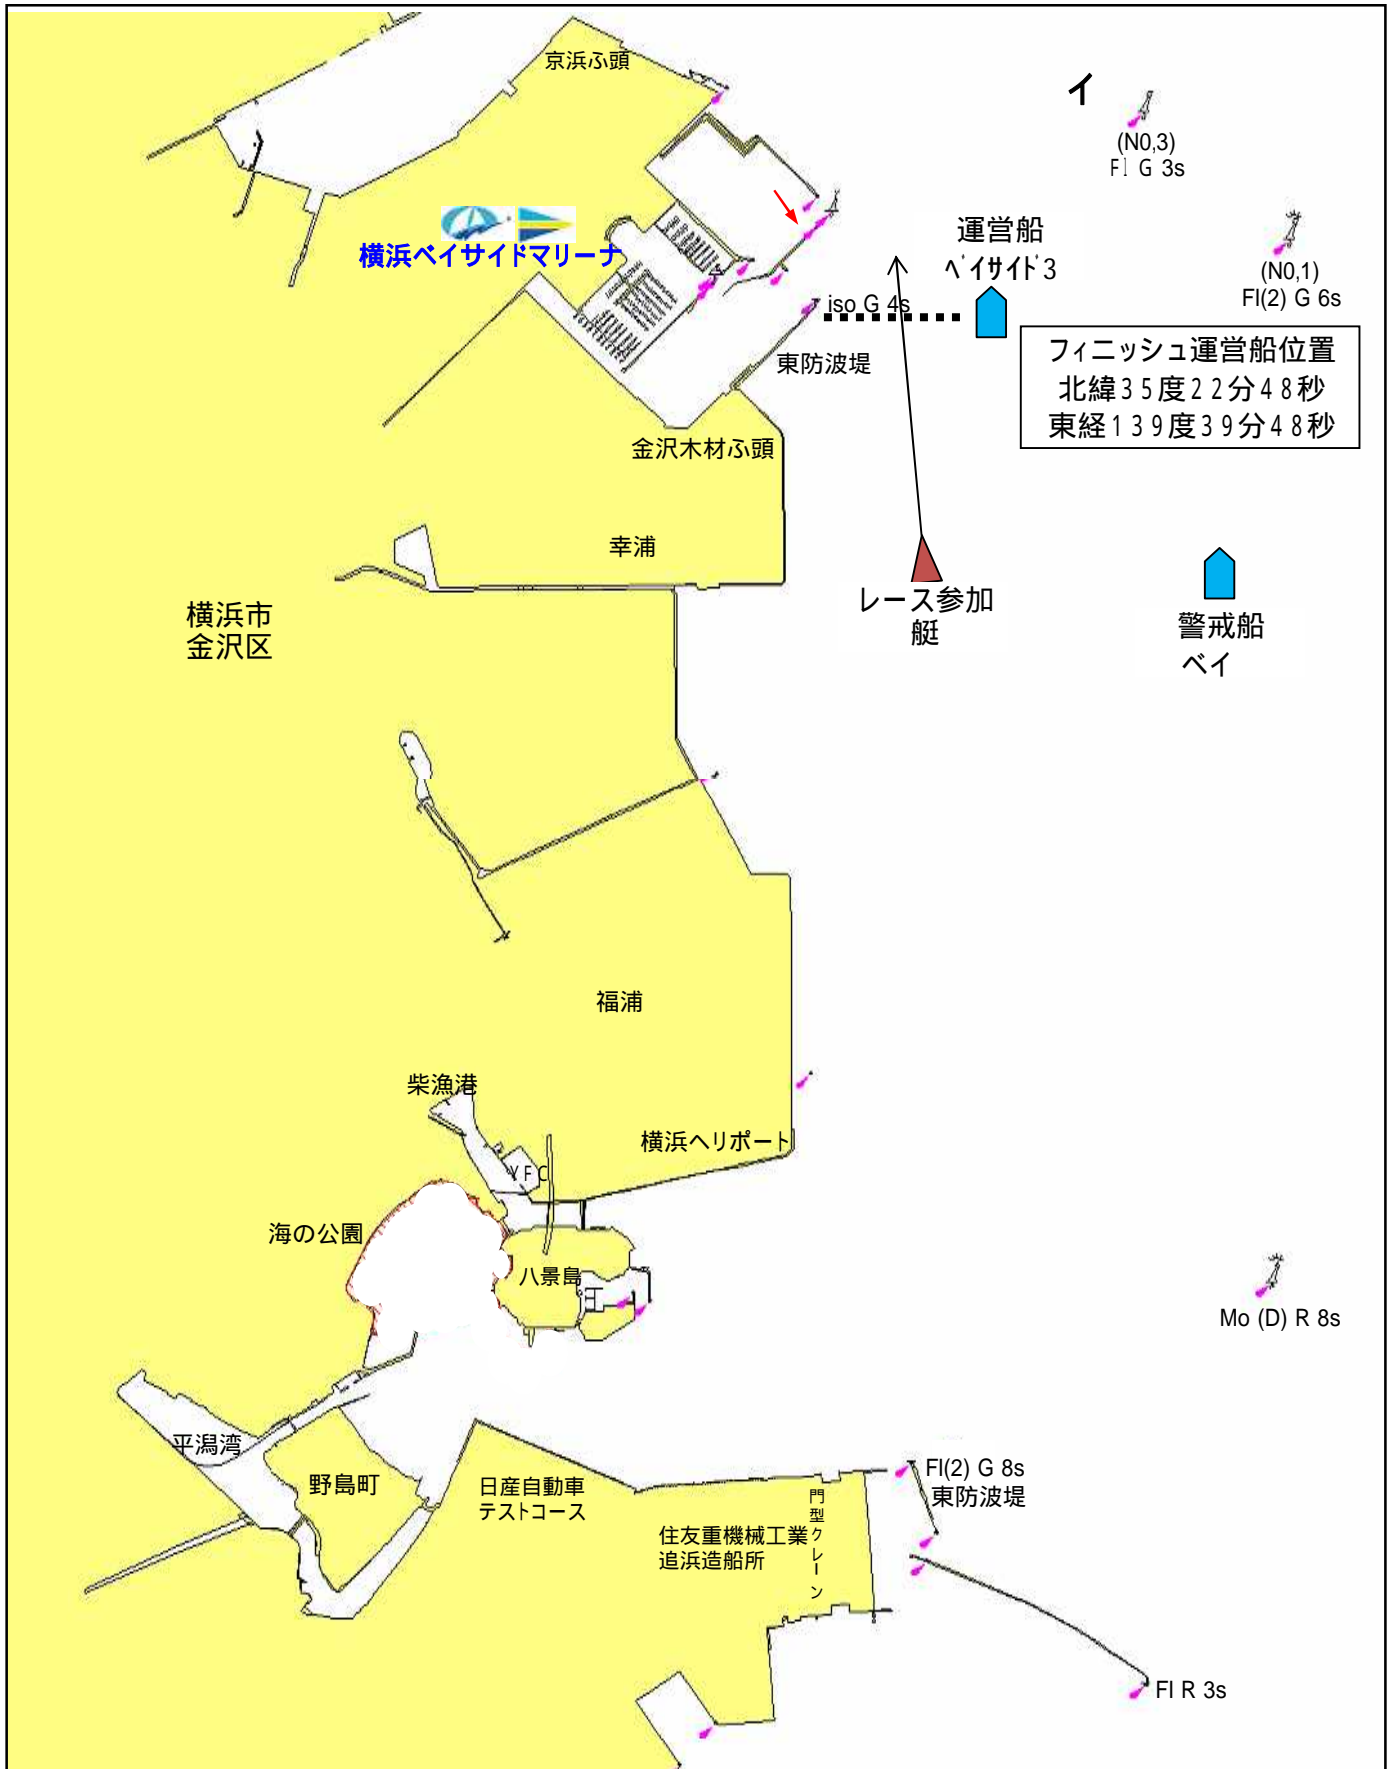 京浜ふ頭
イ
(N0,3)
Fl G 3s
横浜ベイサイドマリーナ
運営船
ベイサイド3
(N0,1)
Fl(2) G 6s
iso G 4s
東防波堤
フィニッシュ運営船位置
北緯35度22分48秒
東経139度39分48秒
金沢木材ふ頭
幸浦
レース参加
艇
横浜市
金沢区
警戒船
ベイ
福浦
柴漁港
横浜ヘリポート
YFC
海の公園
八景島
Mo (D) R 8s
平潟湾
野島町
日産自動車
テストコース
住友重機械工業
追浜造船所
門型クレーン
Fl(2) G 8s
東防波堤
Fl R 3s